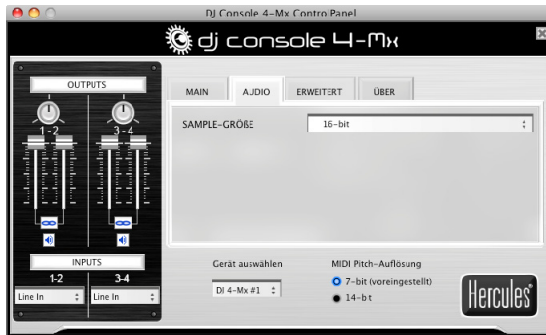 DJ Console 4-Mx Control Panel
dj console 4-Mx
OUTPUTS
1-2
3-4
INPUTS
1-2
3-4
Line In
Line In
MAIN
AUDIO
ERWEITERT
ÜBER
SAMPLE-GRÖßE
16-bit
Gerät auswählen
DJ 4-Mx #1
MIDI Pitch-Auflösung
7-bit (voreingestellt)
14-bit
Hercules